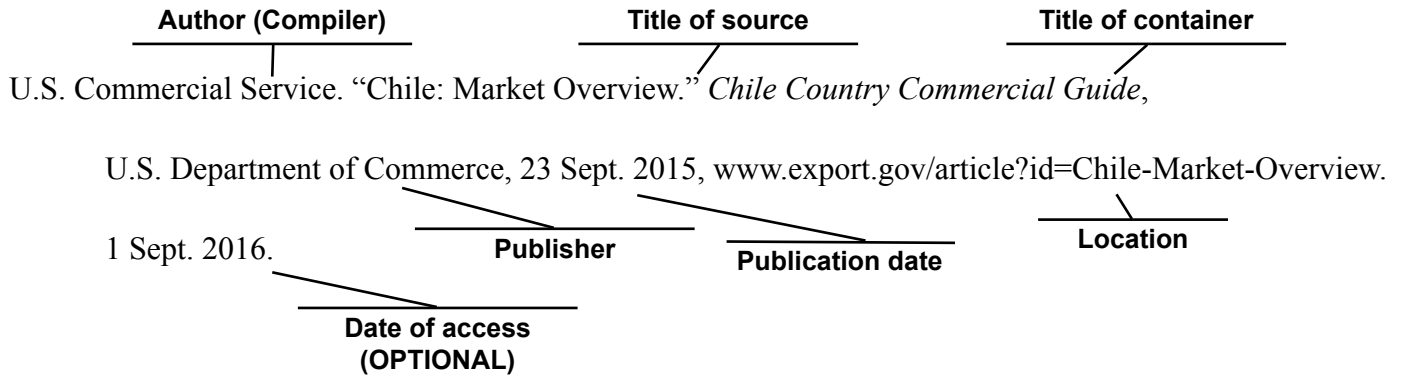 Author (Compiler) Title of source Title of container
U.S. Commercial Service. “Chile: Market Overview.” Chile Country Commercial Guide,
U.S. Department of Commerce, 23 Sept. 2015, www.export.gov/article?id=Chile-Market-Overview.
1 Sept. 2016.
Publisher Publication date Location
Date of access
(OPTIONAL)